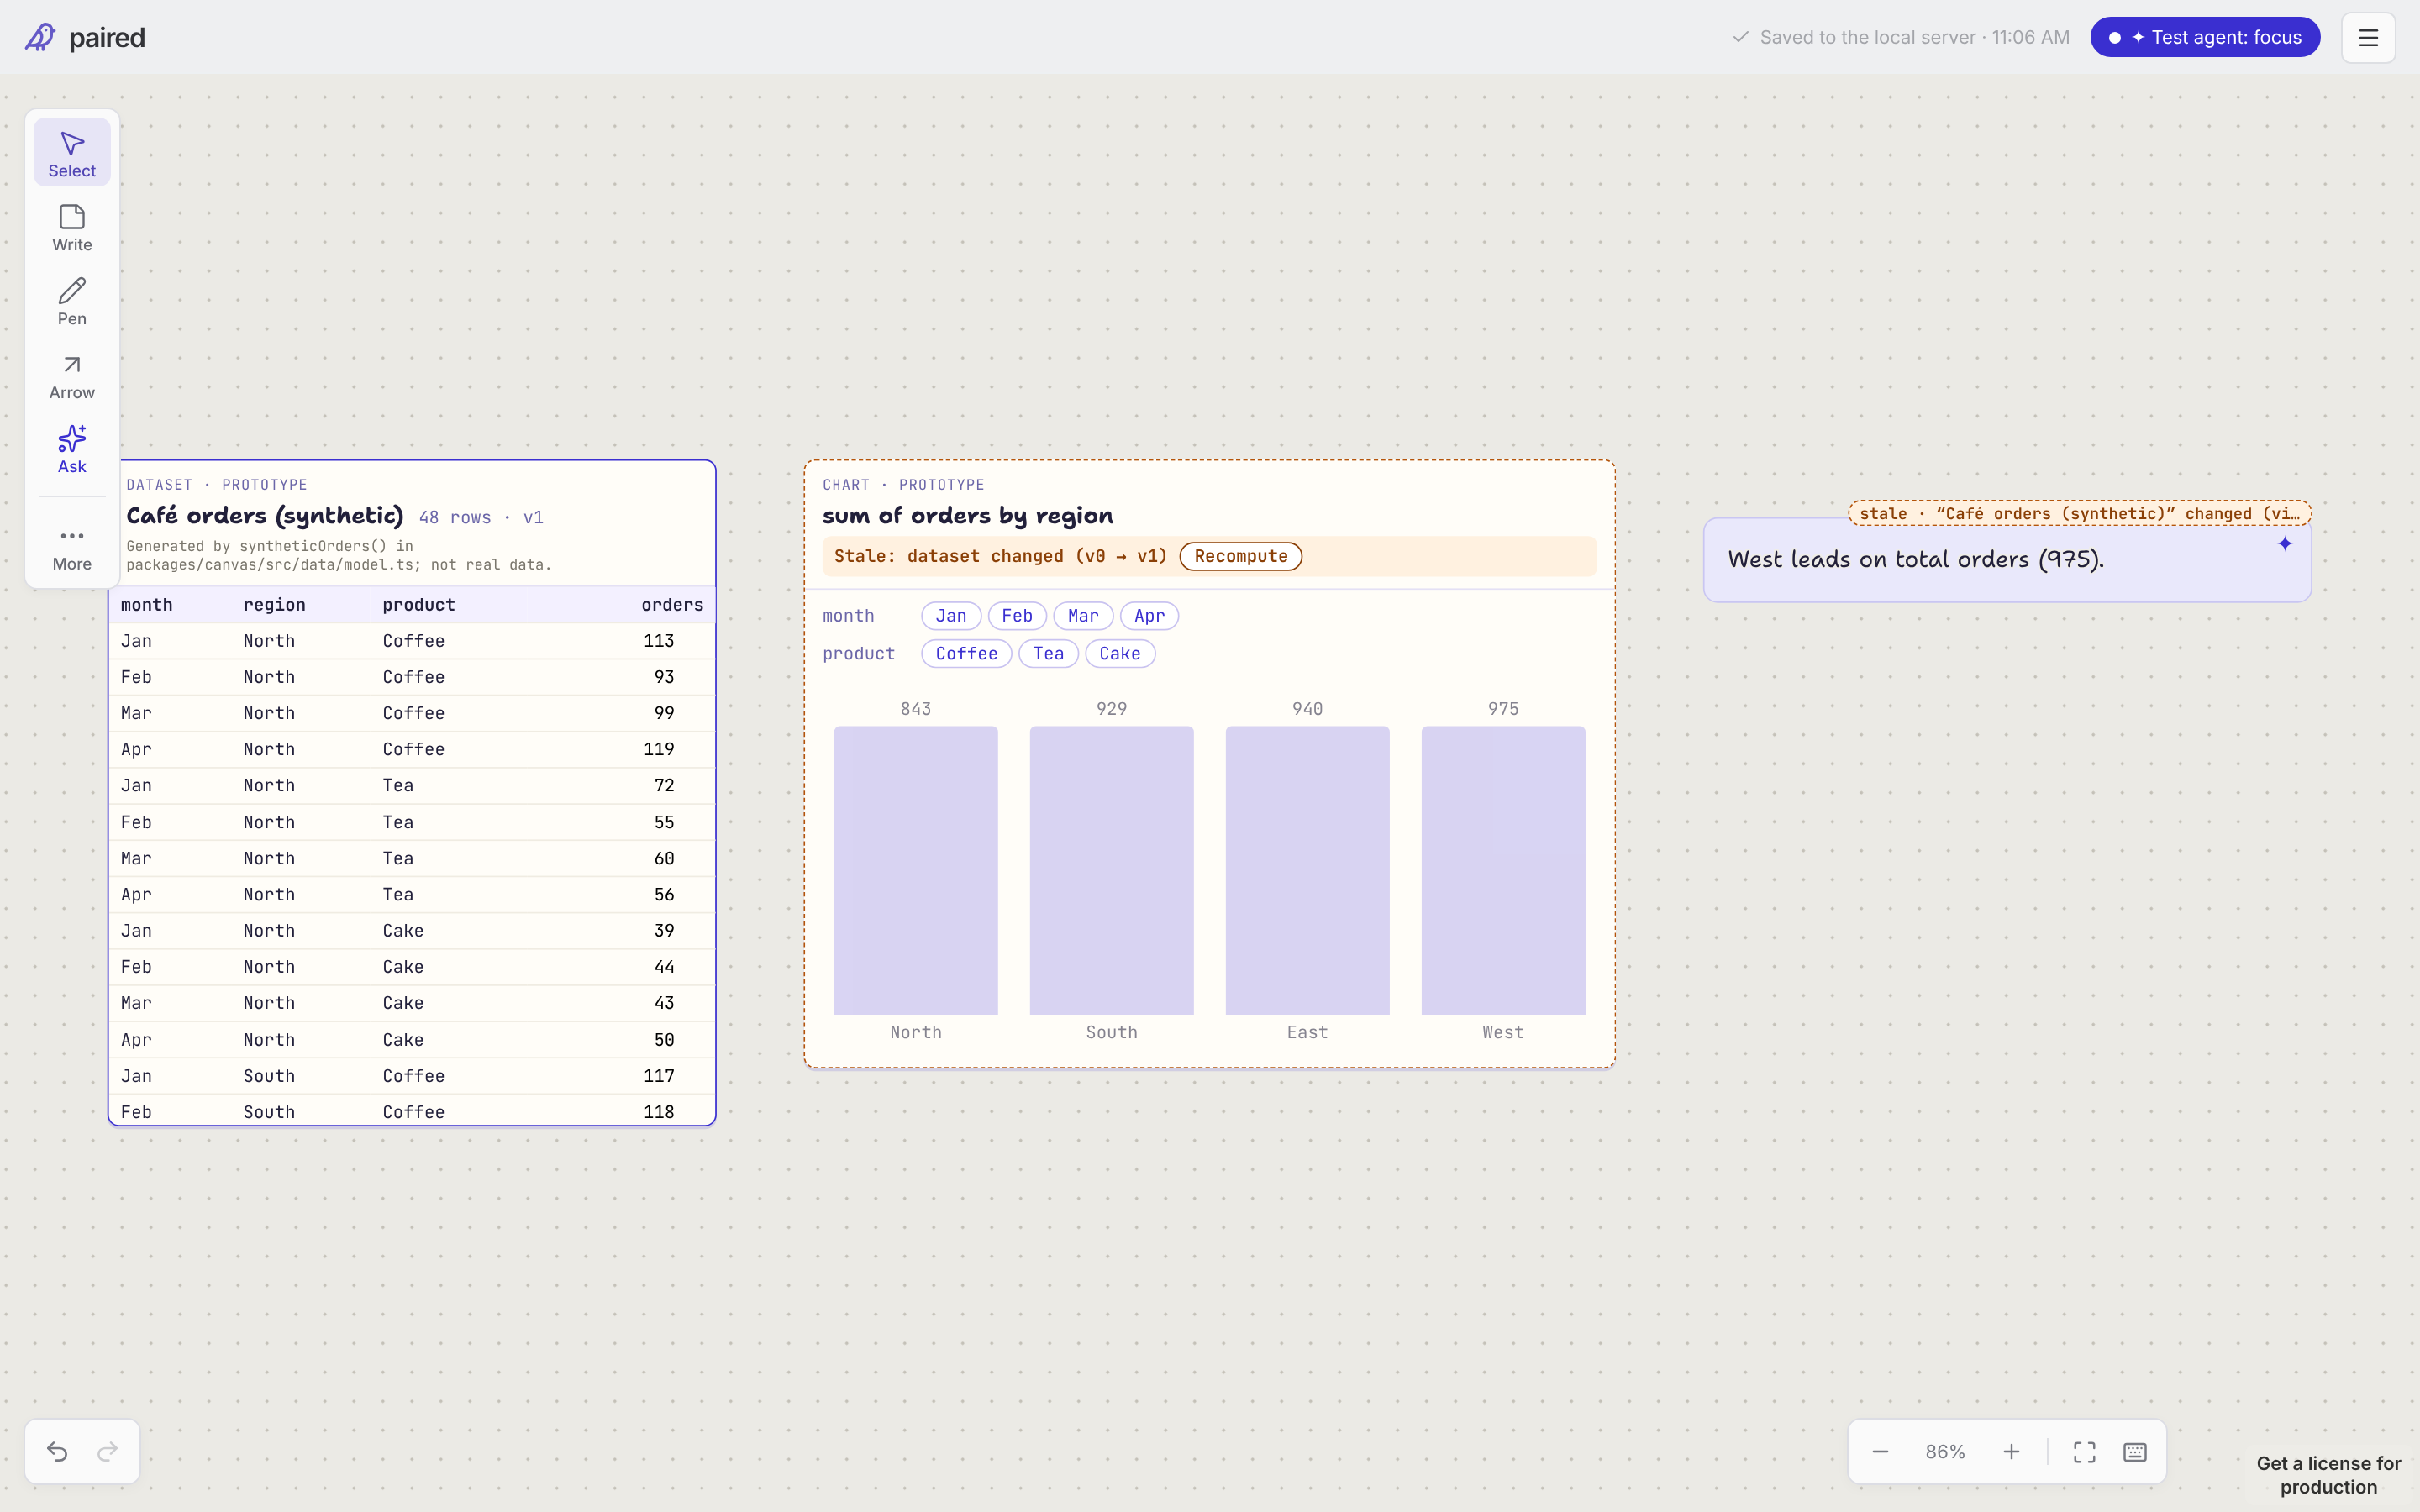 paired
Saved to the local server · 11:06 AM
✦ Test agent: focus
Select
Write
Pen
Arrow
Ask
More
DATASET · PROTOTYPE
Café orders (synthetic) 48 rows · v1
Generated by syntheticOrders() in
packages/canvas/src/data/model.ts; not real data.
month region product orders
Jan North Coffee 113
Feb North Coffee 93
Mar North Coffee 99
Apr North Coffee 119
Jan North Tea 72
Feb North Tea 55
Mar North Tea 60
Apr North Tea 56
Jan North Cake 39
Feb North Cake 44
Mar North Cake 43
Apr North Cake 50
Jan South Coffee 117
Feb South Coffee 118
CHART · PROTOTYPE
sum of orders by region
Stale: dataset changed (v0 → v1) Recompute
month Jan Feb Mar Apr
product Coffee Tea Cake
843 929 940 975
North South East West
stale · “Café orders (synthetic)” changed (vi…
West leads on total orders (975).
86%
Get a license for
production